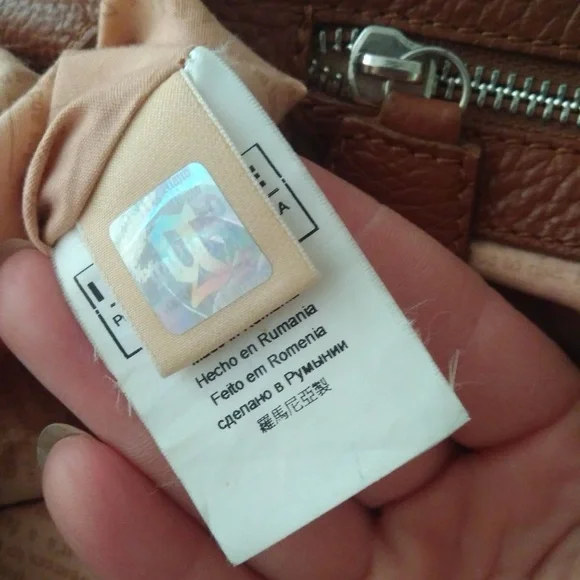 Hecho en Rumania
Feito em Romenia
сделано в Румынии
羅馬尼亞製